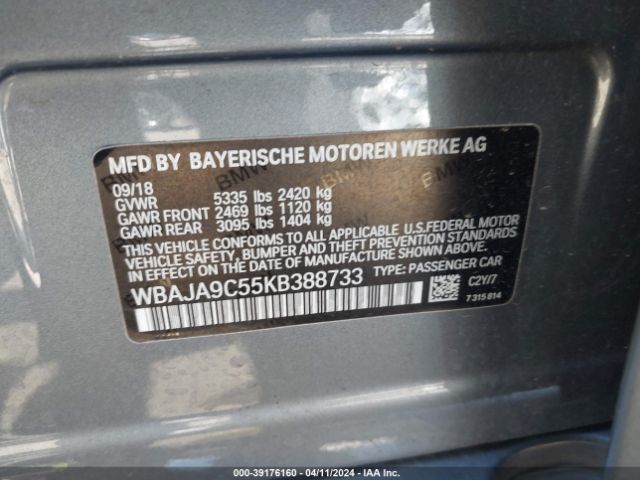 MFD BY BAYERISCHE MOTOREN WERKE AG
09/18
GVWR 5335 lbs 2420 kg
GAWR FRONT 2469 lbs 1120 kg
GAWR REAR 3095 lbs 1404 kg
THIS VEHICLE CONFORMS TO ALL APPLICABLE U.S.FEDERAL MOTOR
VEHICLE SAFETY, BUMPER, AND THEFT PREVENTION STANDARDS
IN EFFECT ON THE DATE OF MANUFACTURE SHOWN ABOVE.
WBAJA9C55KB388733 TYPE: PASSENGER CAR
C2Y/7
7315814
000-39176160 - 04/11/2024 - IAA Inc.